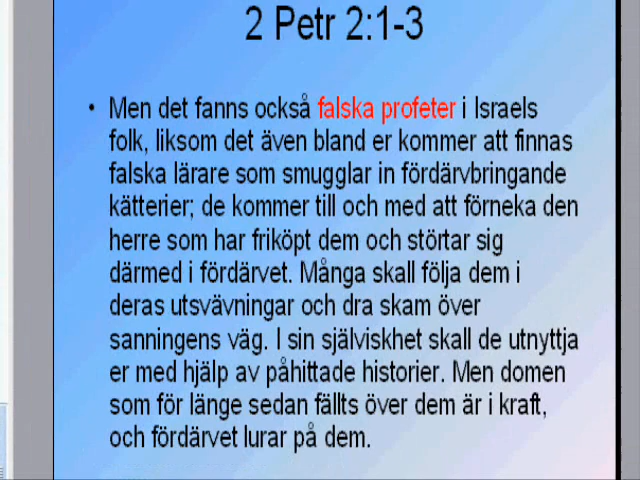 2 Petr 2:1-3
• Men det fanns också falska profeter i Israels
folk, liksom det även bland er kommer att finnas
falska lärare som smugglar in fördärvbringande
kätterier; de kommer till och med att förneka den
herre som har friköpt dem och störtar sig
därmed i fördärvet. Många skall följa dem i
deras utsvävningar och dra skam över
sanningens väg. I sin själviskhet skall de utnyttja
er med hjälp av påhittade historier. Men domen
som för länge sedan fällts över dem är i kraft,
och fördärvet lurar på dem.